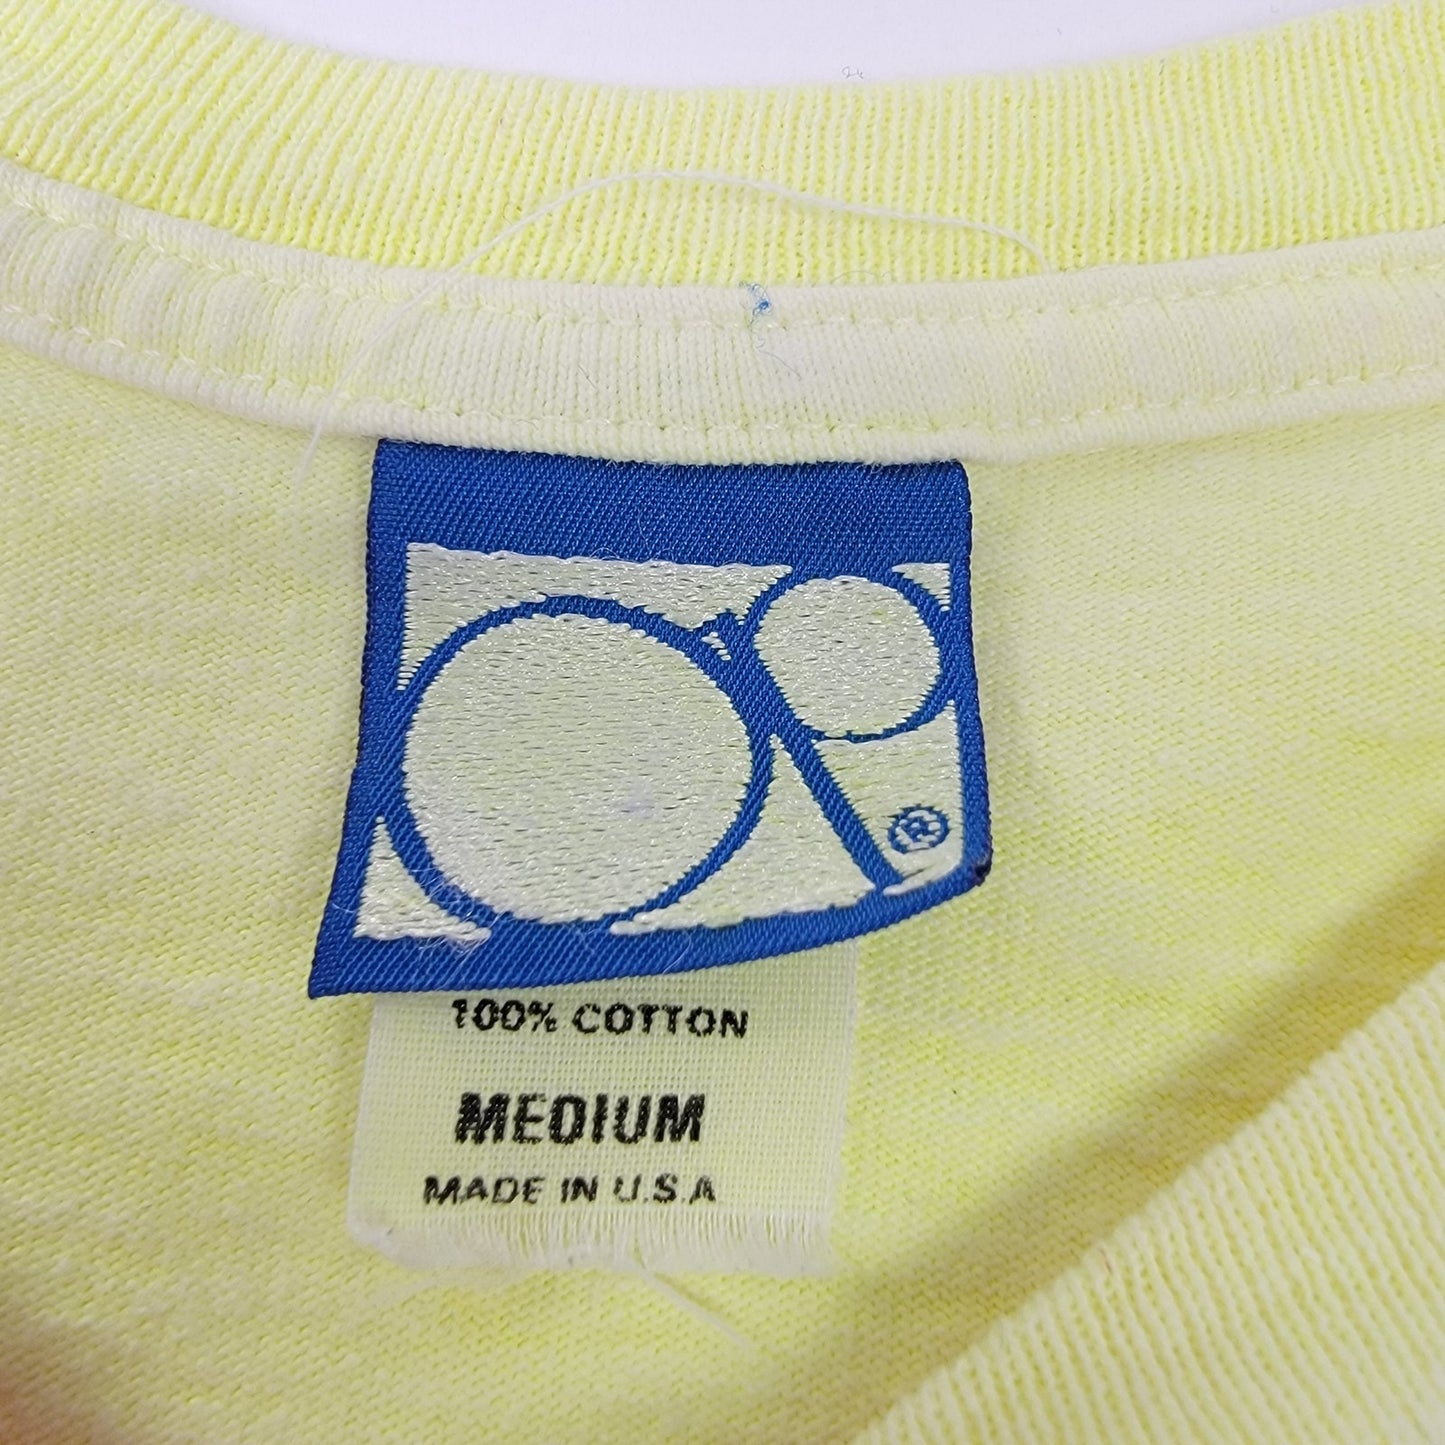 ®
100% COTTON
MEDIUM
MADE IN U.S.A